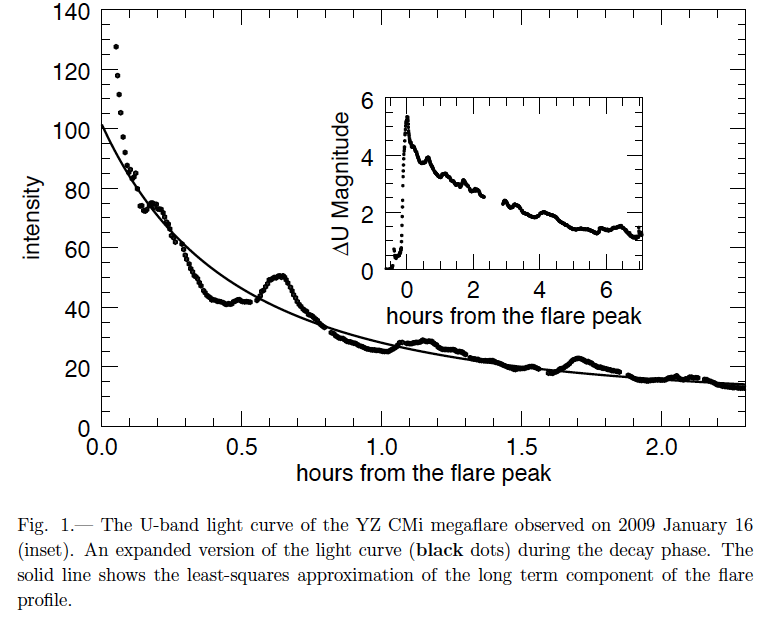 140
120
100
80
60
40
20
0
intensity
0.0 0.5 1.0 1.5 2.0
hours from the flare peak
6
4
2
0
ΔU Magnitude
0 2 4 6
hours from the flare peak
Fig. 1.— The U-band light curve of the YZ CMi megaflare observed on 2009 January 16
(inset). An expanded version of the light curve (black dots) during the decay phase. The
solid line shows the least-squares approximation of the long term component of the flare
profile.